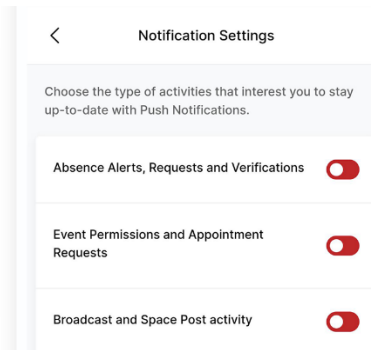 Notification Settings
Choose the type of activities that interest you to stay
up-to-date with Push Notifications.
Absence Alerts, Requests and Verifications
Event Permissions and Appointment
Requests
Broadcast and Space Post activity